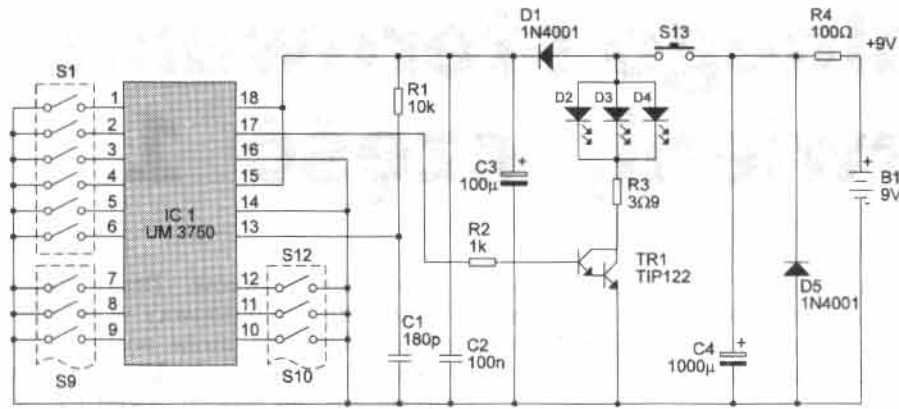 D1
1N4001
S13
R4
100Ω
+9V
S1
1
2
3
4
5
6
7
8
9
18
17
16
15
14
13
12
11
10
IC 1
UM 3750
R1
10k
D2
D3
D4
C3
100µ
+
R3
3Ω9
B1
9V
+
-
R2
1k
TR1
TIP122
S12
D5
1N4001
C1
180p
C2
100n
C4
1000µ
+
S9
S10